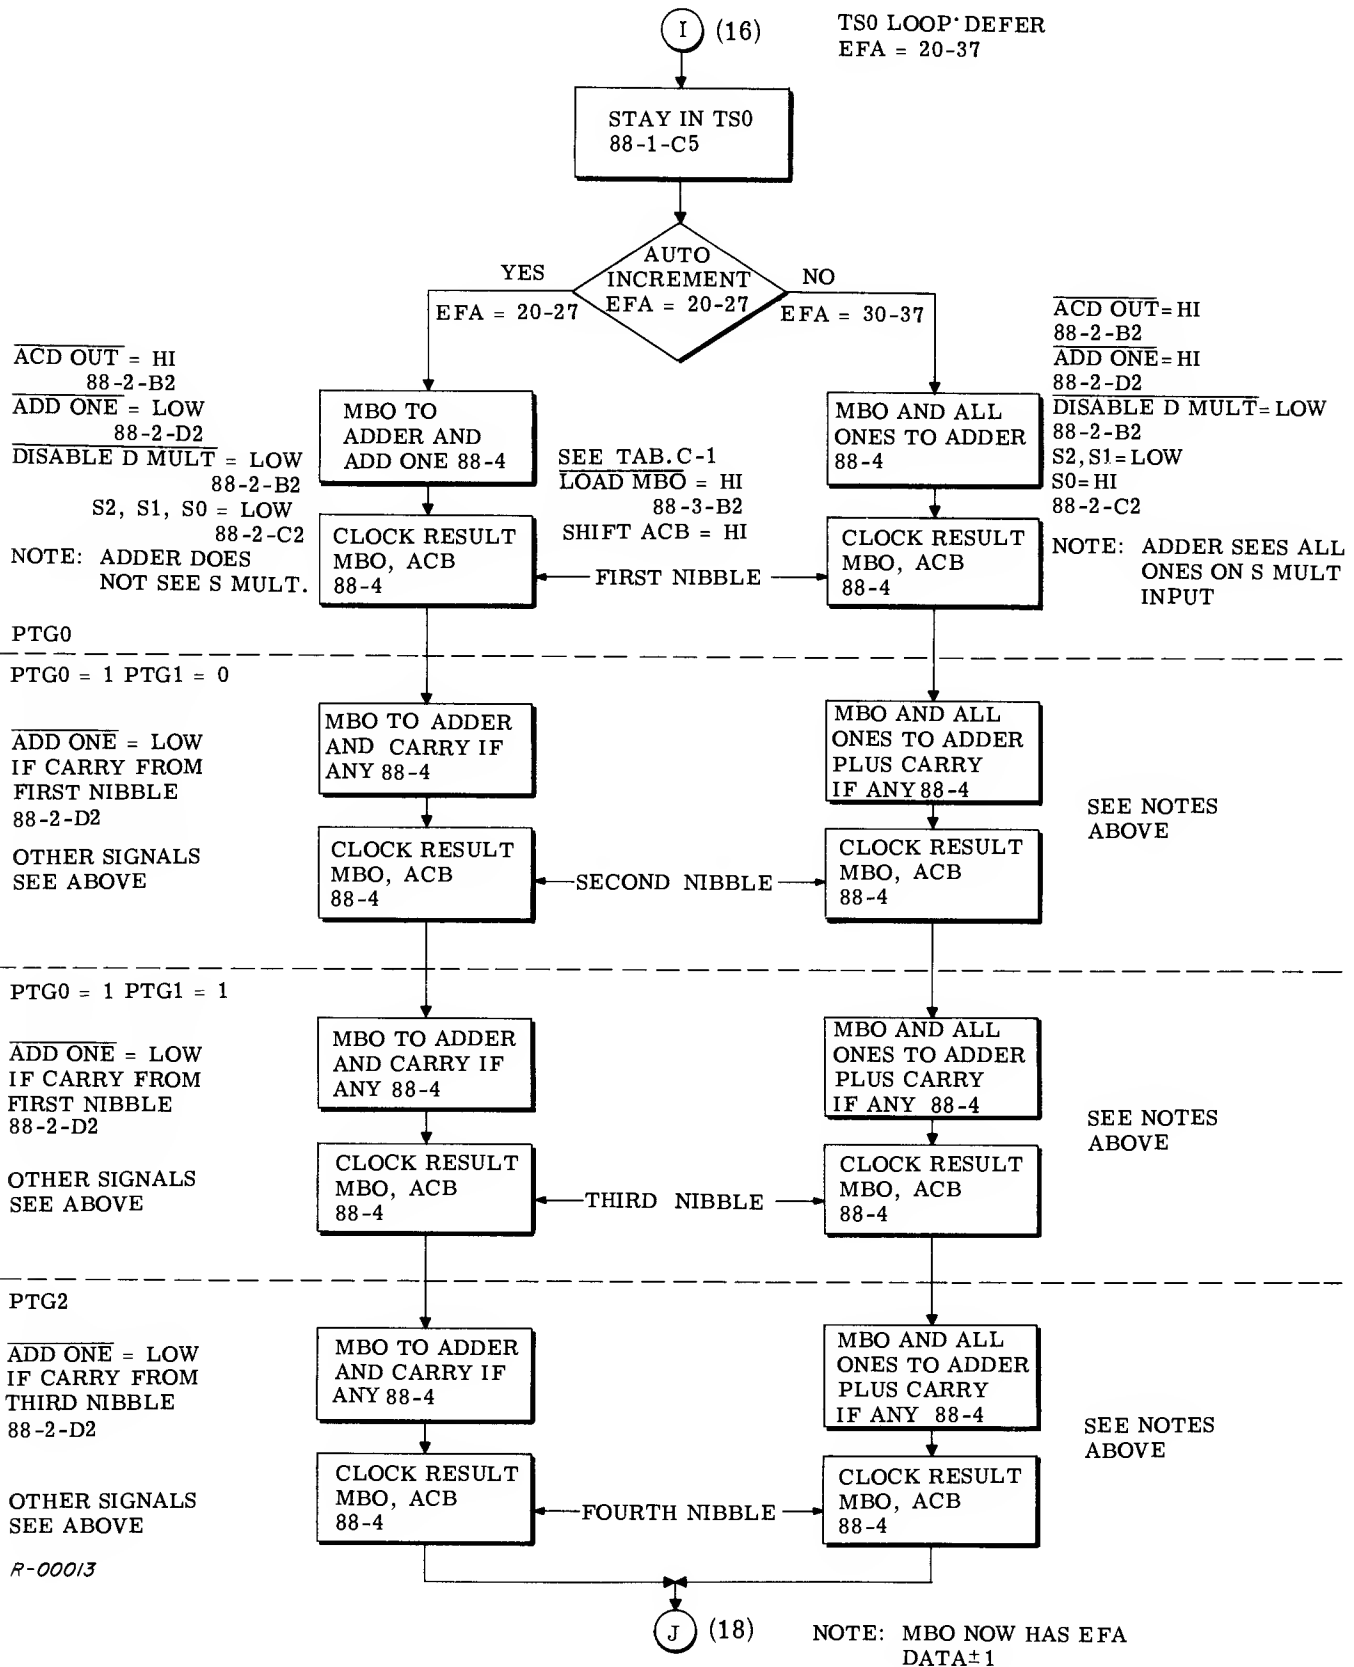 I (16)
TS0 LOOP·DEFER
EFA = 20-37
STAY IN TS0
88-1-C5
AUTO
INCREMENT
EFA = 20-27
YES
EFA = 20-27
NO
EFA = 30-37
ACD OUT = HI
88-2-B2
ADD ONE = LOW
88-2-D2
DISABLE D MULT = LOW
88-2-B2
S2, S1, S0 = LOW
88-2-C2
NOTE: ADDER DOES
NOT SEE S MULT.
MBO TO
ADDER AND
ADD ONE 88-4
CLOCK RESULT
MBO, ACB
88-4
SEE TAB.C-1
LOAD MBO = HI
88-3-B2
SHIFT ACB = HI
FIRST NIBBLE
MBO AND ALL
ONES TO ADDER
88-4
CLOCK RESULT
MBO, ACB
88-4
ACD OUT=HI
88-2-B2
ADD ONE=HI
88-2-D2
DISABLE D MULT=LOW
88-2-B2
S2, S1=LOW
S0=HI
88-2-C2
NOTE: ADDER SEES ALL
ONES ON S MULT
INPUT
PTG0
PTG0 = 1 PTG1 = 0
ADD ONE = LOW
IF CARRY FROM
FIRST NIBBLE
88-2-D2
OTHER SIGNALS
SEE ABOVE
MBO TO ADDER
AND CARRY IF
ANY 88-4
CLOCK RESULT
MBO, ACB
88-4
SECOND NIBBLE
MBO AND ALL
ONES TO ADDER
PLUS CARRY
IF ANY 88-4
CLOCK RESULT
MBO, ACB
88-4
SEE NOTES
ABOVE
PTG0 = 1 PTG1 = 1
ADD ONE = LOW
IF CARRY FROM
FIRST NIBBLE
88-2-D2
OTHER SIGNALS
SEE ABOVE
MBO TO ADDER
AND CARRY IF
ANY 88-4
CLOCK RESULT
MBO, ACB
88-4
THIRD NIBBLE
MBO AND ALL
ONES TO ADDER
PLUS CARRY
IF ANY 88-4
CLOCK RESULT
MBO, ACB
88-4
SEE NOTES
ABOVE
PTG2
ADD ONE = LOW
IF CARRY FROM
THIRD NIBBLE
88-2-D2
OTHER SIGNALS
SEE ABOVE
MBO TO ADDER
AND CARRY IF
ANY 88-4
CLOCK RESULT
MBO, ACB
88-4
FOURTH NIBBLE
MBO AND ALL
ONES TO ADDER
PLUS CARRY
IF ANY 88-4
CLOCK RESULT
MBO, ACB
88-4
SEE NOTES
ABOVE
R-00013
J (18)
NOTE: MBO NOW HAS EFA
DATA±1